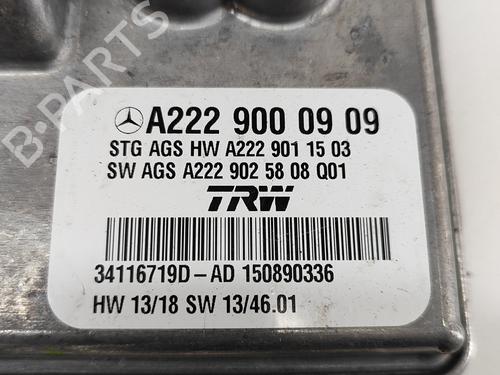 B-PARTS
A222 900 09 09
STG AGS HW A222 901 15 03
SW AGS A222 902 58 08 Q01
TRW
34116719D-AD 150890336
HW 13/18 SW 13/46.01